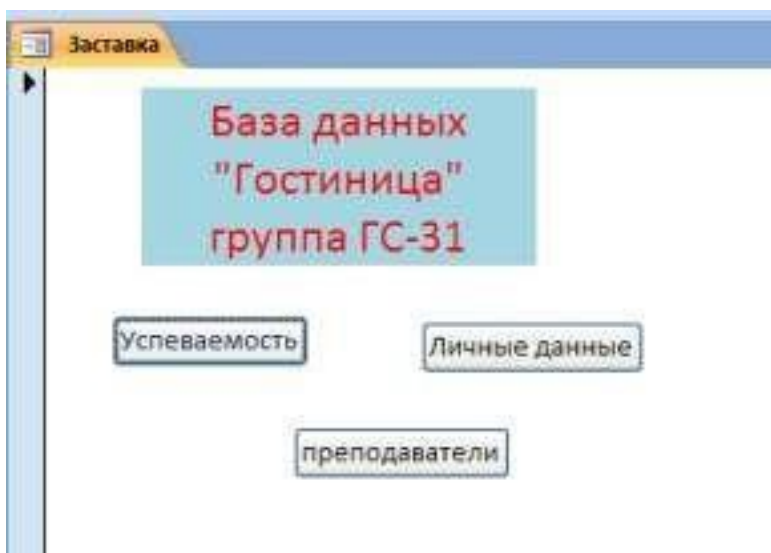 Заставка
База данных
"Гостиница"
группа ГС-31
Успеваемость
Личные данные
преподаватели